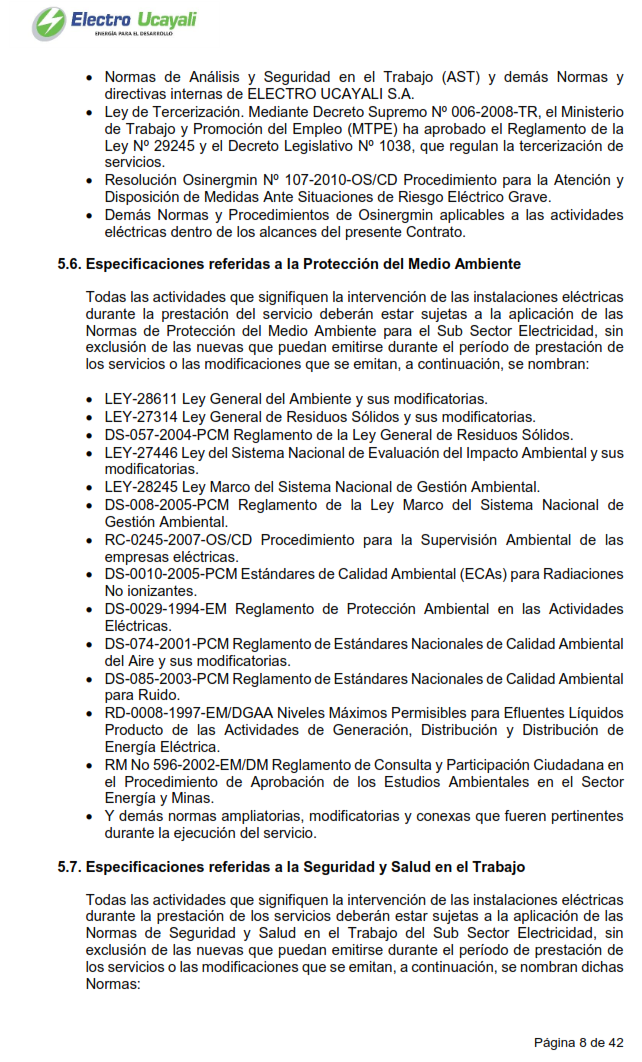 Electro Ucayali
ENERGÍA PARA EL DESARROLLO
• Normas de Análisis y Seguridad en el Trabajo (AST) y demás Normas y
directivas internas de ELECTRO UCAYALI S.A.
• Ley de Tercerización. Mediante Decreto Supremo Nº 006-2008-TR, el Ministerio
de Trabajo y Promoción del Empleo (MTPE) ha aprobado el Reglamento de la
Ley Nº 29245 y el Decreto Legislativo Nº 1038, que regulan la tercerización de
servicios.
• Resolución Osinergmin Nº 107-2010-OS/CD Procedimiento para la Atención y
Disposición de Medidas Ante Situaciones de Riesgo Eléctrico Grave.
• Demás Normas y Procedimientos de Osinergmin aplicables a las actividades
eléctricas dentro de los alcances del presente Contrato.
5.6. Especificaciones referidas a la Protección del Medio Ambiente
Todas las actividades que signifiquen la intervención de las instalaciones eléctricas
durante la prestación del servicio deberán estar sujetas a la aplicación de las
Normas de Protección del Medio Ambiente para el Sub Sector Electricidad, sin
exclusión de las nuevas que puedan emitirse durante el período de prestación de
los servicios o las modificaciones que se emitan, a continuación, se nombran:
• LEY-28611 Ley General del Ambiente y sus modificatorias.
• LEY-27314 Ley General de Residuos Sólidos y sus modificatorias.
• DS-057-2004-PCM Reglamento de la Ley General de Residuos Sólidos.
• LEY-27446 Ley del Sistema Nacional de Evaluación del Impacto Ambiental y sus
modificatorias.
• LEY-28245 Ley Marco del Sistema Nacional de Gestión Ambiental.
• DS-008-2005-PCM Reglamento de la Ley Marco del Sistema Nacional de
Gestión Ambiental.
• RC-0245-2007-OS/CD Procedimiento para la Supervisión Ambiental de las
empresas eléctricas.
• DS-0010-2005-PCM Estándares de Calidad Ambiental (ECAs) para Radiaciones
No ionizantes.
• DS-0029-1994-EM Reglamento de Protección Ambiental en las Actividades
Eléctricas.
• DS-074-2001-PCM Reglamento de Estándares Nacionales de Calidad Ambiental
del Aire y sus modificatorias.
• DS-085-2003-PCM Reglamento de Estándares Nacionales de Calidad Ambiental
para Ruido.
• RD-0008-1997-EM/DGAA Niveles Máximos Permisibles para Efluentes Líquidos
Producto de las Actividades de Generación, Distribución y Distribución de
Energía Eléctrica.
• RM No 596-2002-EM/DM Reglamento de Consulta y Participación Ciudadana en
el Procedimiento de Aprobación de los Estudios Ambientales en el Sector
Energía y Minas.
• Y demás normas ampliatorias, modificatorias y conexas que fueren pertinentes
durante la ejecución del servicio.
5.7. Especificaciones referidas a la Seguridad y Salud en el Trabajo
Todas las actividades que signifiquen la intervención de las instalaciones eléctricas
durante la prestación de los servicios deberán estar sujetas a la aplicación de las
Normas de Seguridad y Salud en el Trabajo del Sub Sector Electricidad, sin
exclusión de las nuevas que puedan emitirse durante el período de prestación de
los servicios o las modificaciones que se emitan, a continuación, se nombran dichas
Normas:
Página 8 de 42